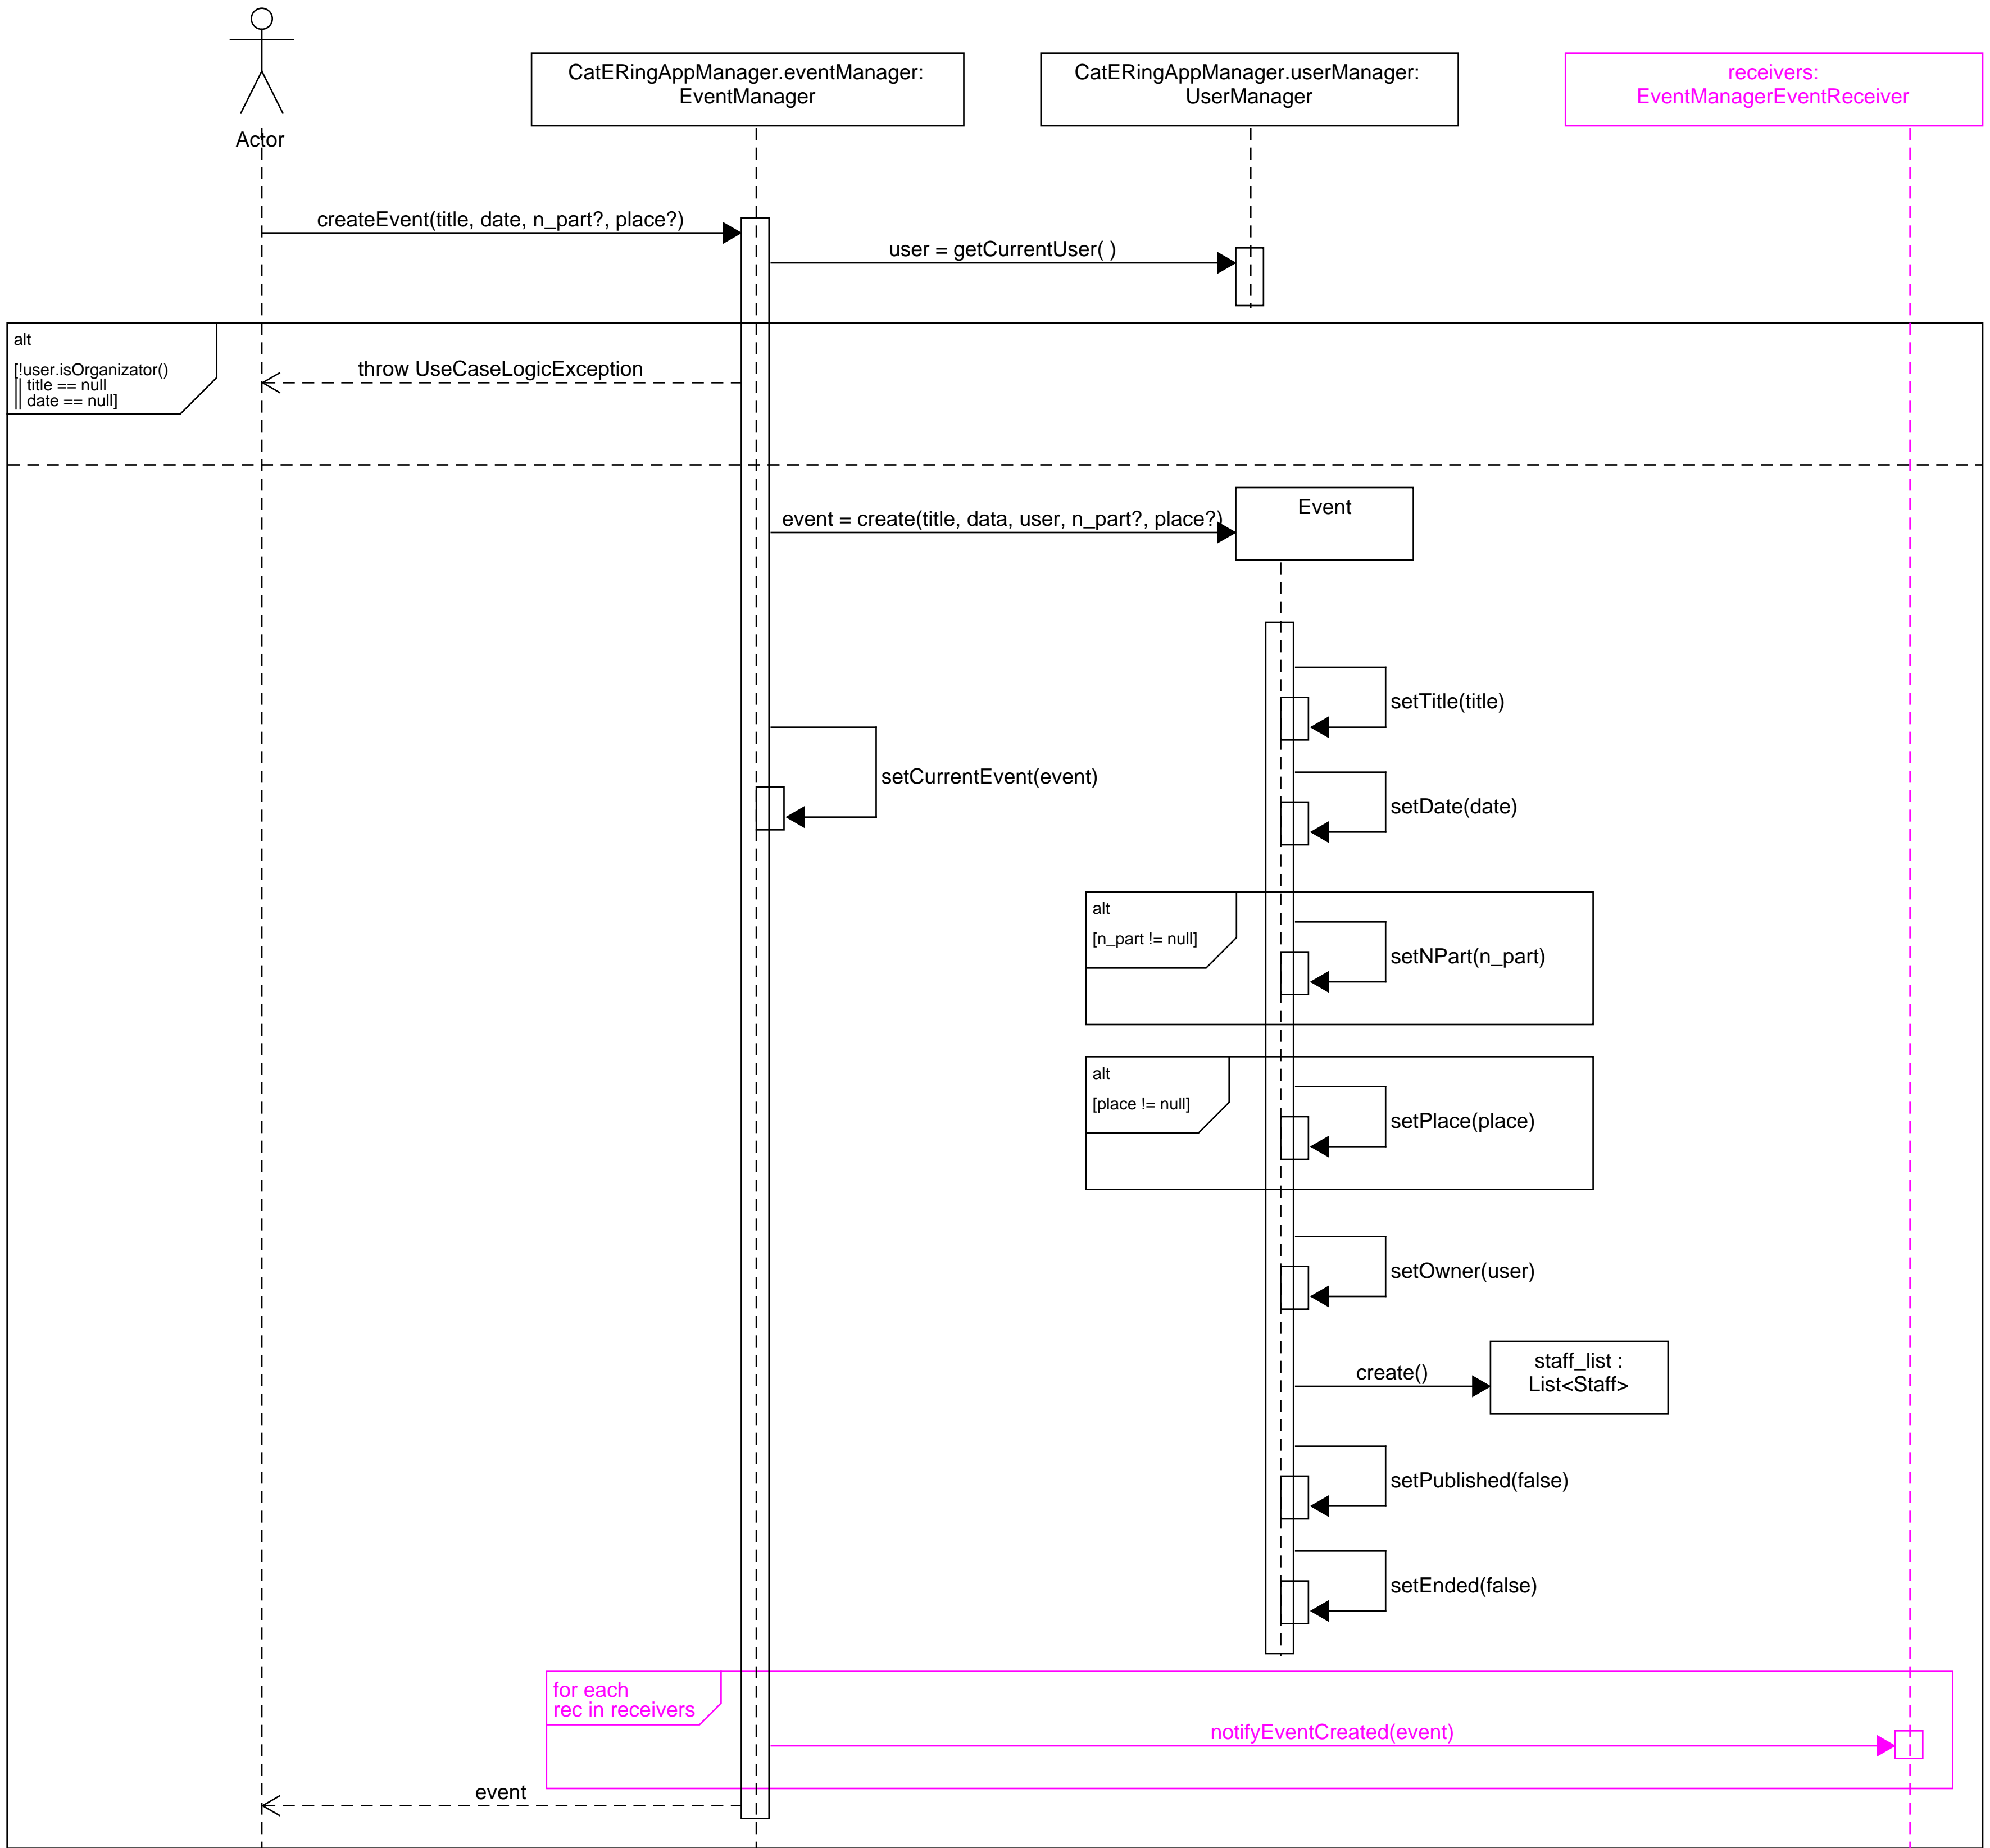 Actor
CatERingAppManager.eventManager:
EventManager
CatERingAppManager.userManager:
UserManager
receivers:
EventManagerEventReceiver
createEvent(title, date, n_part?, place?)
user = getCurrentUser( )
alt
[!user.isOrganizator()
|| title == null
|| date == null]
throw UseCaseLogicException
event = create(title, data, user, n_part?, place?)
Event
setTitle(title)
setCurrentEvent(event)
setDate(date)
alt
[n_part != null]
setNPart(n_part)
alt
[place != null]
setPlace(place)
setOwner(user)
create()
staff_list :
List<Staff>
setPublished(false)
setEnded(false)
for each
rec in receivers
notifyEventCreated(event)
event